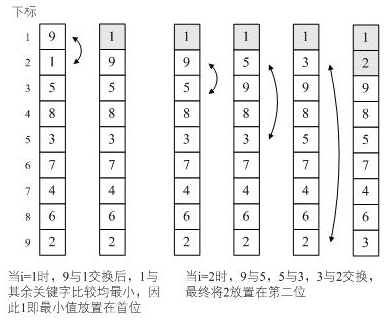 下标
1 9 1 1 1 1 1
2 1 9 9 5 3 2
3 5 5 5 9 9 9
4 8 8 8 8 8 8
5 3 3 3 3 5 5
6 7 7 7 7 7 7
7 4 4 4 4 4 4
8 6 6 6 6 6 6
9 2 2 2 2 2 3
当i=1时，9与1交换后，1与
其余关键字比较均最小，因
此1即最小值放置在首位
当i=2时，9与5，5与3，3与2交换，
最终将2放置在第二位